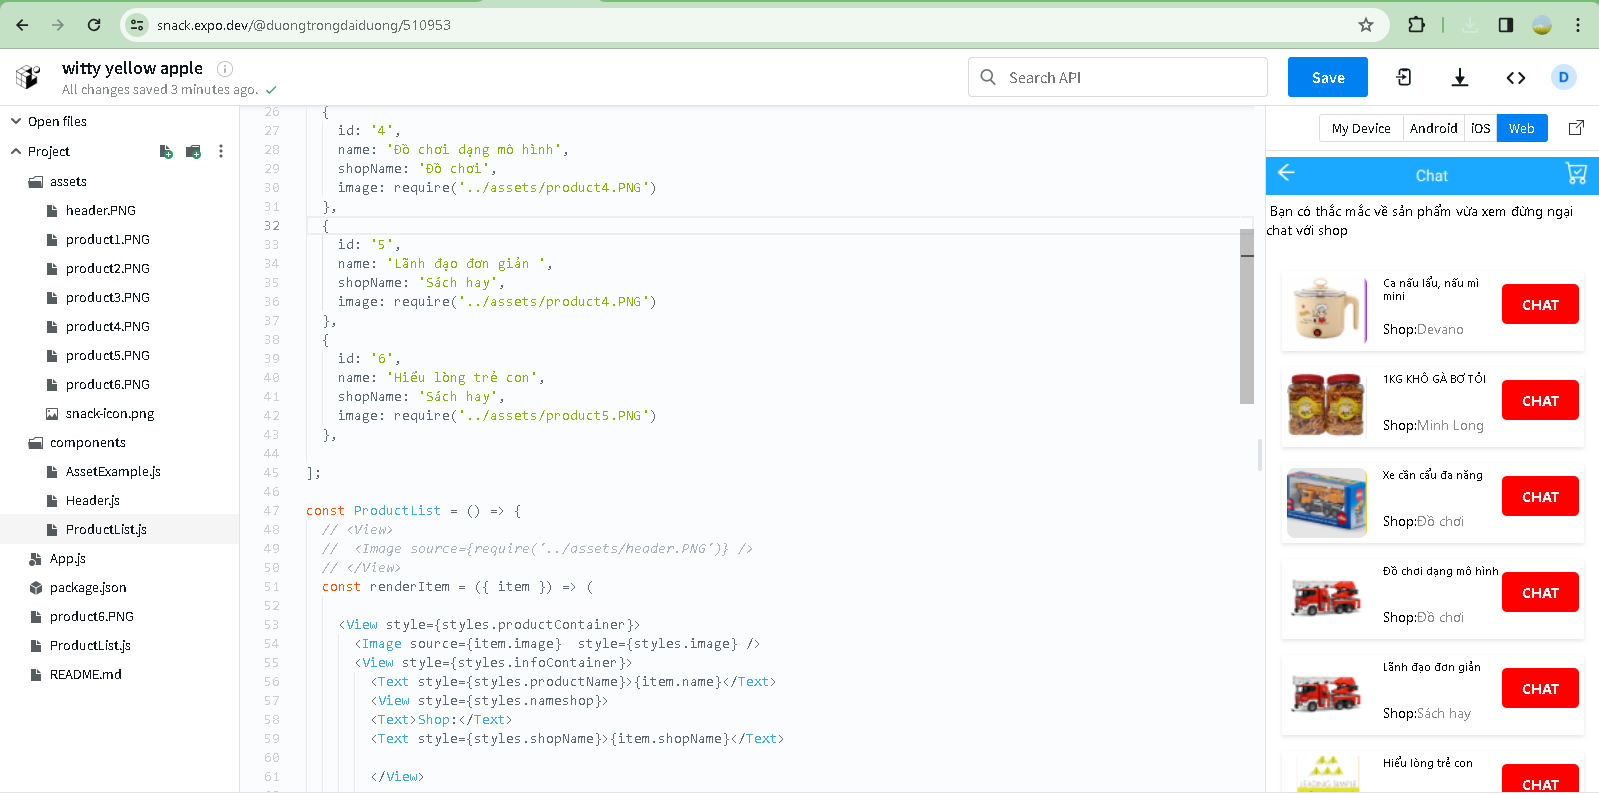 snack.expo.dev/@duongtrongdaiduong/510953
witty yellow apple
All changes saved 3 minutes ago.
Search API
Save
D
Open files
Project
assets
header.PNG
product1.PNG
product2.PNG
product3.PNG
product4.PNG
product5.PNG
product6.PNG
snack-icon.png
components
AssetExample.js
Header.js
ProductList.js
App.js
package.json
product6.PNG
ProductList.js
README.md
26 {
27 id: '4',
28 name: 'Đồ chơi dạng mô hình',
29 shopName: 'Đồ chơi',
30 image: require('../assets/product4.PNG')
31 },
32 {
33 id: '5',
34 name: 'Lãnh đạo đơn giản ',
35 shopName: 'Sách hay',
36 image: require('../assets/product4.PNG')
37 },
38 {
39 id: '6',
40 name: 'Hiểu lòng trẻ con',
41 shopName: 'Sách hay',
42 image: require('../assets/product5.PNG')
43 },
44
45 ];
46
47 const ProductList = () => {
48 // <View>
49 //  <Image source={require('../assets/header.PNG')} />
50 // </View>
51 const renderItem = ({ item }) => (
52
53 <View style={styles.productContainer}>
54 <Image source={item.image}  style={styles.image} />
55 <View style={styles.infoContainer}>
56 <Text style={styles.productName}>{item.name}</Text>
57 <View style={styles.nameshop}>
58 <Text>Shop:</Text>
59 <Text style={styles.shopName}>{item.shopName}</Text>
60
61 </View>
My Device
Android
iOS
Web
Chat
Bạn có thắc mắc về sản phẩm vừa xem đừng ngại
chat với shop
Ca nấu lẩu, nấu mì
mini
Shop:Devano
CHAT
1KG KHÔ GÀ BƠ TỎI
Shop:Minh Long
CHAT
Xe cần cẩu đa năng
Shop:Đồ chơi
CHAT
Đồ chơi dạng mô hình
Shop:Đồ chơi
CHAT
Lãnh đạo đơn giản
Shop:Sách hay
CHAT
Hiểu lòng trẻ con
CHAT
LEADING SIMPLE